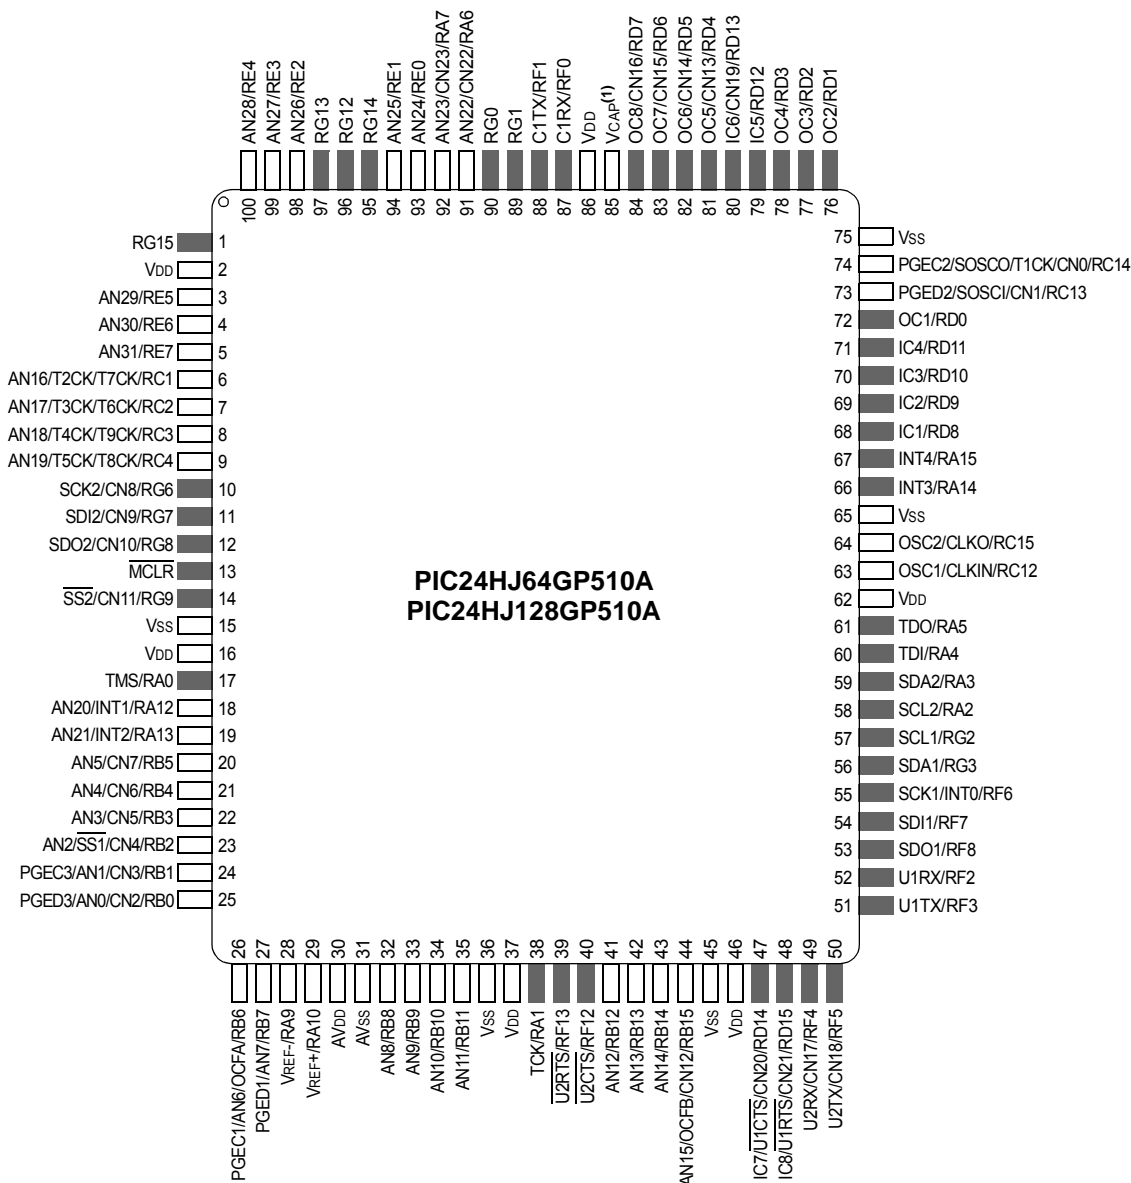 AN28/RE4
AN27/RE3
AN26/RE2
RG13
RG12
RG14
AN25/RE1
AN24/RE0
AN23/CN23/RA7
AN22/CN22/RA6
RG0
RG1
C1TX/RF1
C1RX/RF0
VDD
VCAP(1)
OC8/CN16/RD7
OC7/CN15/RD6
OC6/CN14/RD5
OC5/CN13/RD4
IC6/CN19/RD13
IC5/RD12
OC4/RD3
OC3/RD2
OC2/RD1
100
99
98
97
96
95
94
93
92
91
90
89
88
87
86
85
84
83
82
81
80
79
78
77
76
RG15 1
VDD 2
AN29/RE5 3
AN30/RE6 4
AN31/RE7 5
AN16/T2CK/T7CK/RC1 6
AN17/T3CK/T6CK/RC2 7
AN18/T4CK/T9CK/RC3 8
AN19/T5CK/T8CK/RC4 9
SCK2/CN8/RG6 10
SDI2/CN9/RG7 11
SDO2/CN10/RG8 12
MCLR 13
SS2/CN11/RG9 14
VSS 15
VDD 16
TMS/RA0 17
AN20/INT1/RA12 18
AN21/INT2/RA13 19
AN5/CN7/RB5 20
AN4/CN6/RB4 21
AN3/CN5/RB3 22
AN2/SS1/CN4/RB2 23
PGEC3/AN1/CN3/RB1 24
PGED3/AN0/CN2/RB0 25
PIC24HJ64GP510A
PIC24HJ128GP510A
75 VSS
74 PGEC2/SOSCO/T1CK/CN0/RC14
73 PGED2/SOSCI/CN1/RC13
72 OC1/RD0
71 IC4/RD11
70 IC3/RD10
69 IC2/RD9
68 IC1/RD8
67 INT4/RA15
66 INT3/RA14
65 VSS
64 OSC2/CLKO/RC15
63 OSC1/CLKIN/RC12
62 VDD
61 TDO/RA5
60 TDI/RA4
59 SDA2/RA3
58 SCL2/RA2
57 SCL1/RG2
56 SDA1/RG3
55 SCK1/INT0/RF6
54 SDI1/RF7
53 SDO1/RF8
52 U1RX/RF2
51 U1TX/RF3
26
27
28
29
30
31
32
33
34
35
36
37
38
39
40
41
42
43
44
45
46
47
48
49
50
PGEC1/AN6/OCFA/RB6
PGED1/AN7/RB7
VREF-/RA9
VREF+/RA10
AVDD
AVSS
AN8/RB8
AN9/RB9
AN10/RB10
AN11/RB11
VSS
VDD
TCK/RA1
U2RTS/RF13
U2CTS/RF12
AN12/RB12
AN13/RB13
AN14/RB14
AN15/OCFB/CN12/RB15
VSS
VDD
IC7/U1CTS/CN20/RD14
IC8/U1RTS/CN21/RD15
U2RX/CN17/RF4
U2TX/CN18/RF5